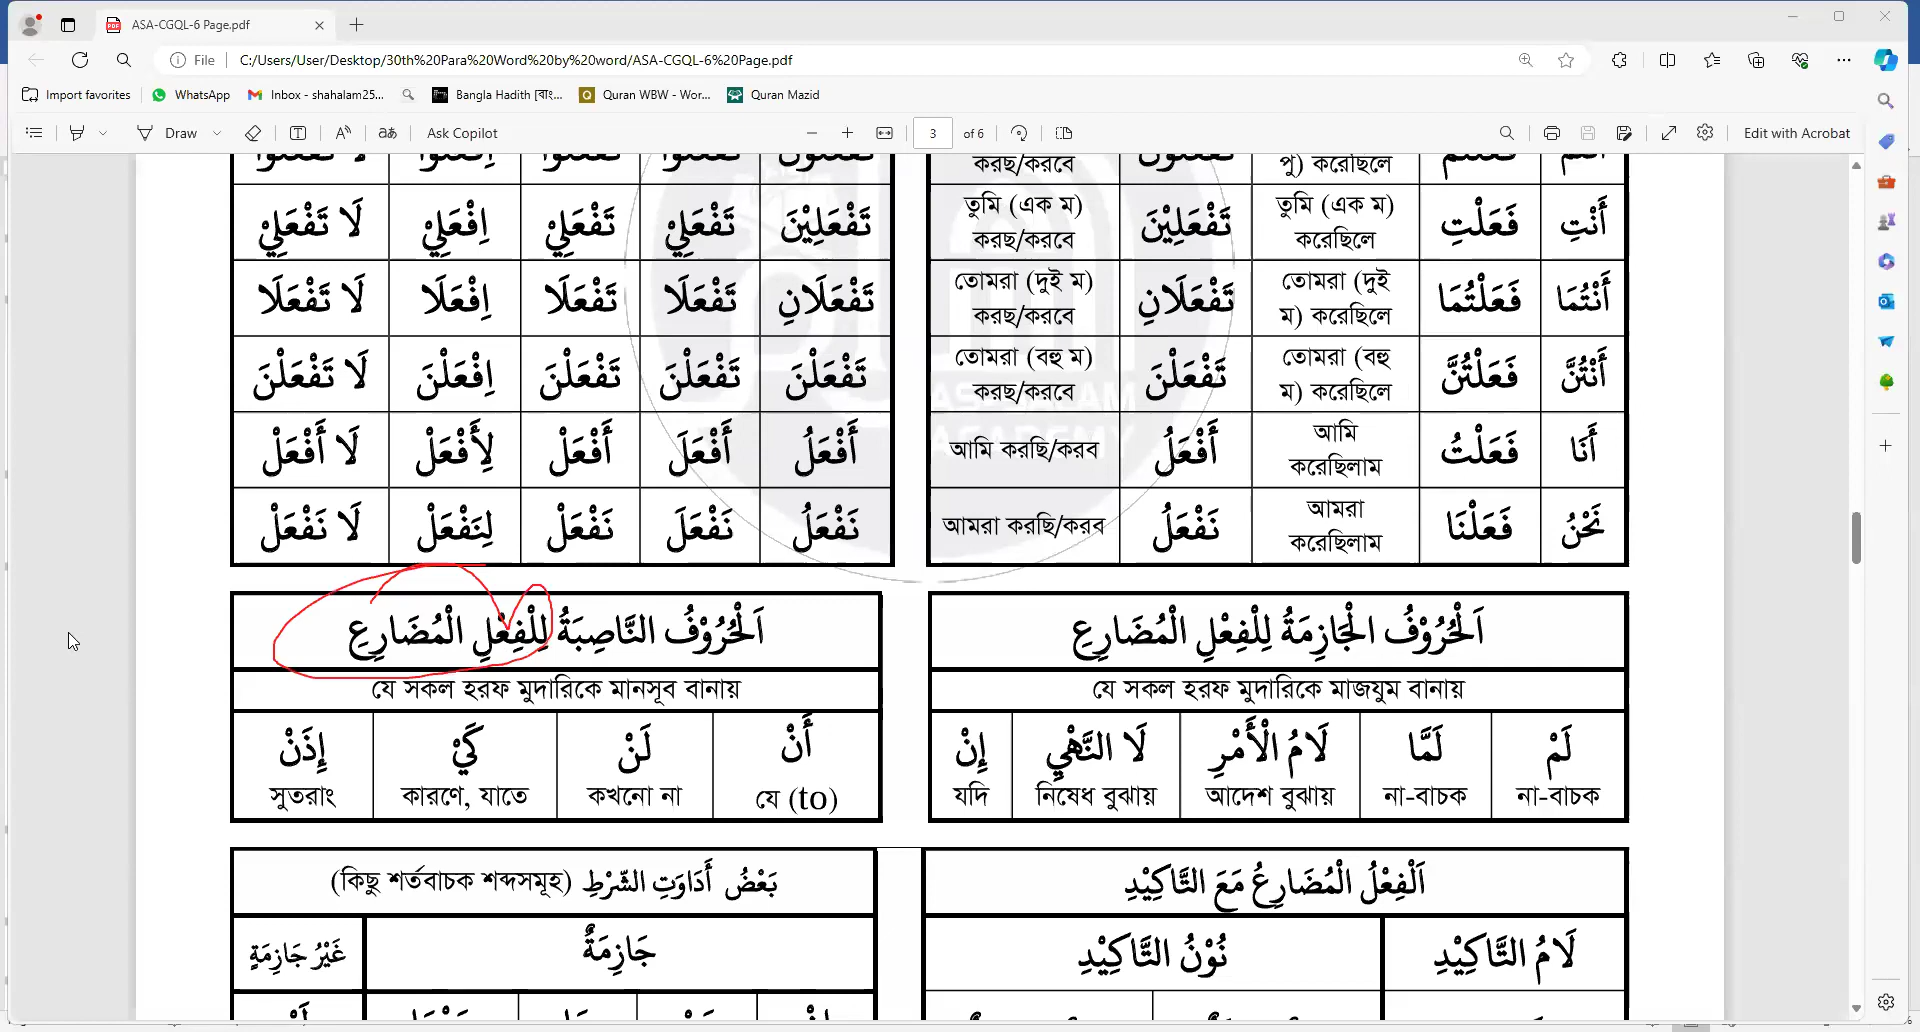 ASA-CGQL-6 Page.pdf
File C:/Users/User/Desktop/30th%20Para%20Word%20by%20word/ASA-CGQL-6%20Page.pdf
Import favorites WhatsApp Inbox - shahalam25... Bangla Hadith [বাং... Quran WBW - Wor... Quran Mazid
Draw Ask Copilot 3 of 6 Edit with Acrobat
করছ/করবে পু) করেছিলে
أَنْتِ فَعَلْتِ তুমি (এক ম) করেছিলে تَفْعَلِيْنَ তুমি (এক ম) করছ/করবে
تَفْعَلِيْنَ تَفْعَلِيْ تَفْعَلِيْ اِفْعَلِيْ لَا تَفْعَلِيْ
أَنْتُمَا فَعَلْتُمَا তোমরা (দুই ম) করেছিলে تَفْعَلَانِ তোমরা (দুই ম) করছ/করবে
تَفْعَلَانِ تَفْعَلَا تَفْعَلَا اِفْعَلَا لَا تَفْعَلَا
أَنْتُنَّ فَعَلْتُنَّ তোমরা (বহু ম) করেছিলে تَفْعَلْنَ তোমরা (বহু ম) করছ/করবে
تَفْعَلْنَ تَفْعَلْنَ تَفْعَلْنَ اِفْعَلْنَ لَا تَفْعَلْنَ
أَنَا فَعَلْتُ আমি করেছিলাম أَفْعَلُ আমি করছি/করব
أَفْعَلُ أَفْعَلَ أَفْعَلْ لِأَفْعَلْ لَا أَفْعَلْ
نَحْنُ فَعَلْنَا আমরা করেছিলাম نَفْعَلُ আমরা করছি/করব
نَفْعَلُ نَفْعَلَ نَفْعَلْ لِنَفْعَلْ لَا نَفْعَلْ
اَلْحُرُوْفُ الْجَازِمَةُ لِلْفِعْلِ الْمُضَارِعِ
যে সকল হরফ মুদারিকে মাজযুম বানায়
لَمْ لَمَّا لَامُ الْأَمْرِ لَا النَّهْيِ إِنْ
না-বাচক না-বাচক আদেশ বুঝায় নিষেধ বুঝায় যদি
اَلْحُرُوْفُ النَّاصِبَةُ لِلْفِعْلِ الْمُضَارِعِ
যে সকল হরফ মুদারিকে মানসূব বানায়
أَنْ لَنْ كَيْ إِذَنْ
যে (to) কখনো না কারণে, যাতে সুতরাং
اَلْفِعْلُ الْمُضَارِعُ مَعَ التَّاكِيْدِ
لَامُ التَّاكِيْدِ نُوْنُ التَّاكِيْدِ
بَعْضُ أَدَاوَتِ الشَّرْطِ (কিছু শর্তবাচক শব্দসমূহ)
جَازِمَةٌ غَيْرُ جَازِمَةٍ